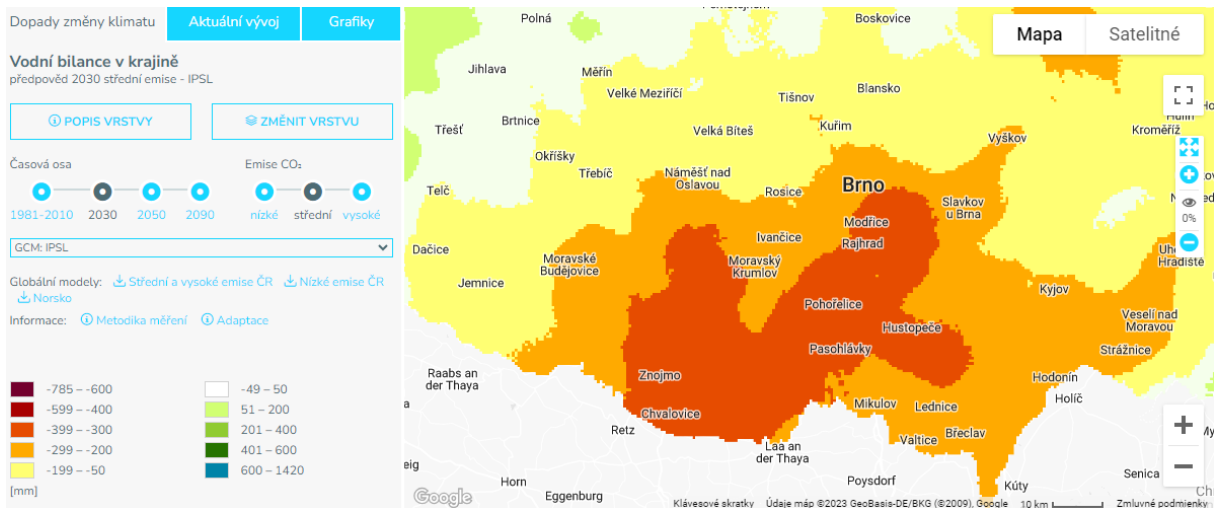 Dopady změny klimatu
Aktuální vývoj
Grafiky
Vodní bilance v krajině
předpověd 2030 střední emise - IPSL
POPIS VRSTVY
ZMĚNIT VRSTVU
Časová osa
Emise CO₂
1981-2010 2030 2050 2090
nízké střední vysoké
GCM: IPSL
Globální modely: Střední a vysoké emise ČR Nízké emise ČR
Norsko
Informace: Metodika měření Adaptace
-785 – -600
-599 – -400
-399 – -300
-299 – -200
-199 – -50
[mm]
-49 – 50
51 – 200
201 – 400
401 – 600
600 – 1420
Mapa
Satelitné
Polná
Boskovice
Jihlava
Měřín
Velké Meziříčí
Tišnov
Blansko
Třešť
Brtnice
Velká Bíteš
Kuřim
Vyškov
Kroměříž
Okříšky
Třebíč
Náměšť nad
Oslavou
Telč
Rosice
Brno
Slavkov
u Brna
0%
Modřice
Dačice
Ivančice
Rajhrad
Moravské
Budějovice
Moravský
Krumlov
Hradiště
Jemnice
Kyjov
Pohořelice
Hustopeče
Veselí nad
Moravou
Pasohlávky
Strážnice
Raabs an
der Thaya
Znojmo
Hodonín
Mikulov
Lednice
Holíč
Chvalovice
Retz
Valtice
Břeclav
Laa an
der Thaya
Horn
Poysdorf
Kúty
Senica
Eggenburg
Google
Klávesové skratky
Údaje máp ©2023 GeoBasis-DE/BKG (©2009), Google
10 km
Zmluvné podmienky